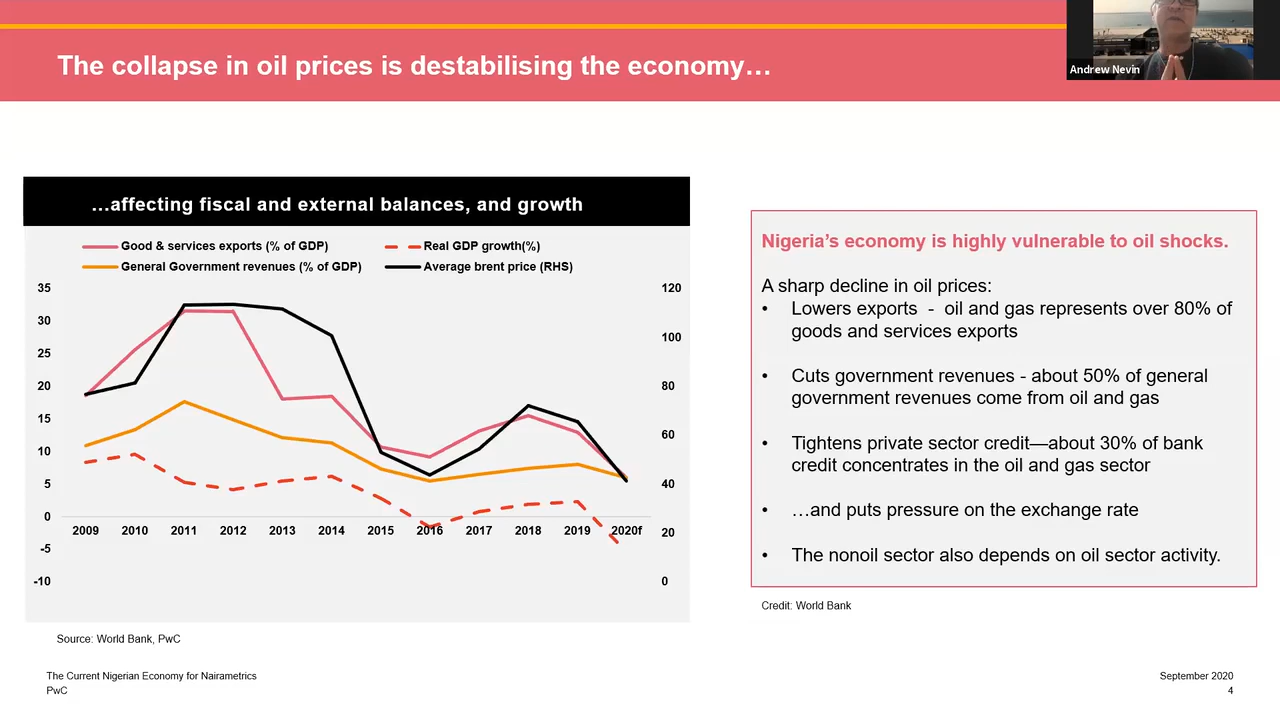 The collapse in oil prices is destabilising the economy…
Andrew Nevin
…affecting fiscal and external balances, and growth
Good & services exports (% of GDP)
Real GDP growth(%)
General Government revenues (% of GDP)
Average brent price (RHS)
35
30
25
20
15
10
5
0
-5
-10
120
100
80
60
40
20
0
2009 2010 2011 2012 2013 2014 2015 2016 2017 2018 2019 2020f
Source: World Bank, PwC
Nigeria’s economy is highly vulnerable to oil shocks.
A sharp decline in oil prices:
• Lowers exports - oil and gas represents over 80% of
goods and services exports
• Cuts government revenues - about 50% of general
government revenues come from oil and gas
• Tightens private sector credit—about 30% of bank
credit concentrates in the oil and gas sector
• …and puts pressure on the exchange rate
• The nonoil sector also depends on oil sector activity.
Credit: World Bank
The Current Nigerian Economy for Nairametrics
PwC
September 2020
4